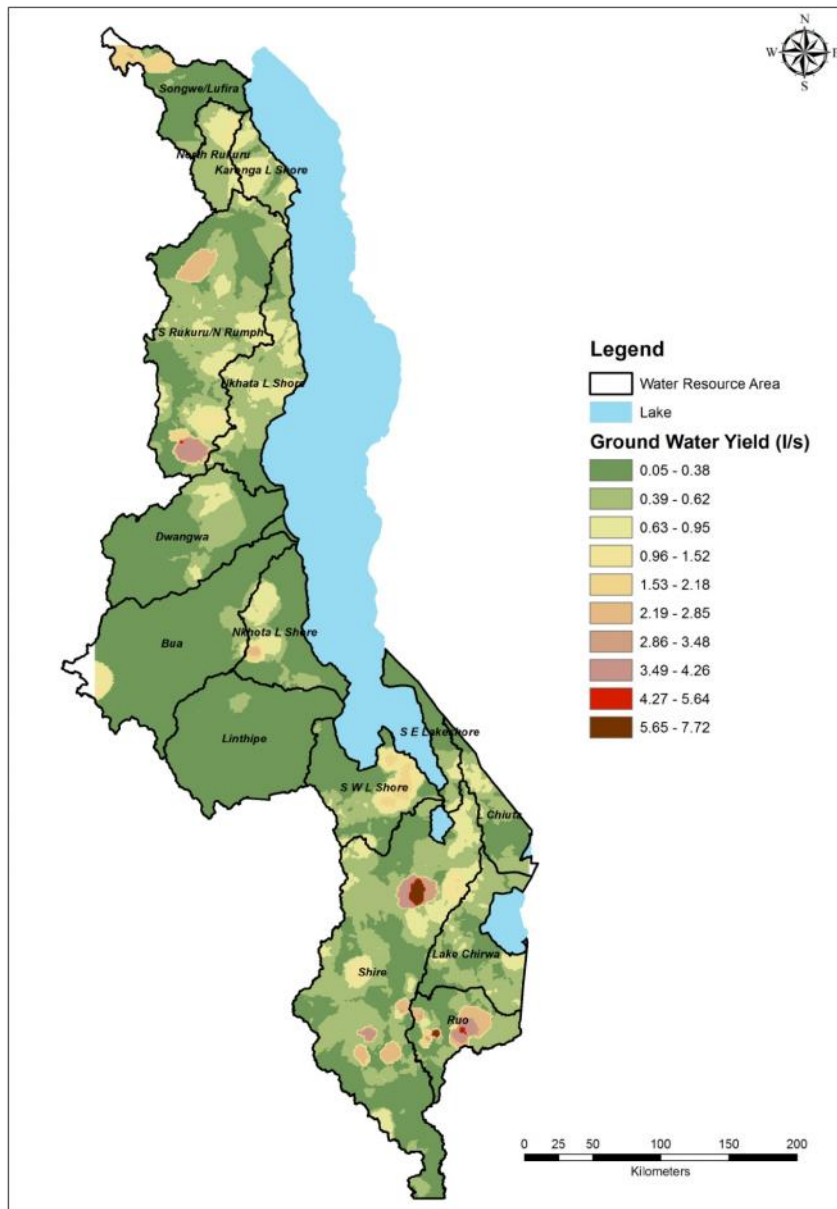 N
W E
S
Songwe/Lufira
North Rukuru
Karonga L Shore
S Rukuru/N Rumph
Nkhata L Shore
Legend
Water Resource Area
Lake
Ground Water Yield (l/s)
0.05 - 0.38
0.39 - 0.62
0.63 - 0.95
0.96 - 1.52
1.53 - 2.18
2.19 - 2.85
2.86 - 3.48
3.49 - 4.26
4.27 - 5.64
5.65 - 7.72
Dwangwa
Nkhota L Shore
Bua
Linthipe
S E Lakeshore
S W L Shore
L Chiuta
Lake Chirwa
Shire
Ruo
0 25 50 100 150 200
Kilometers